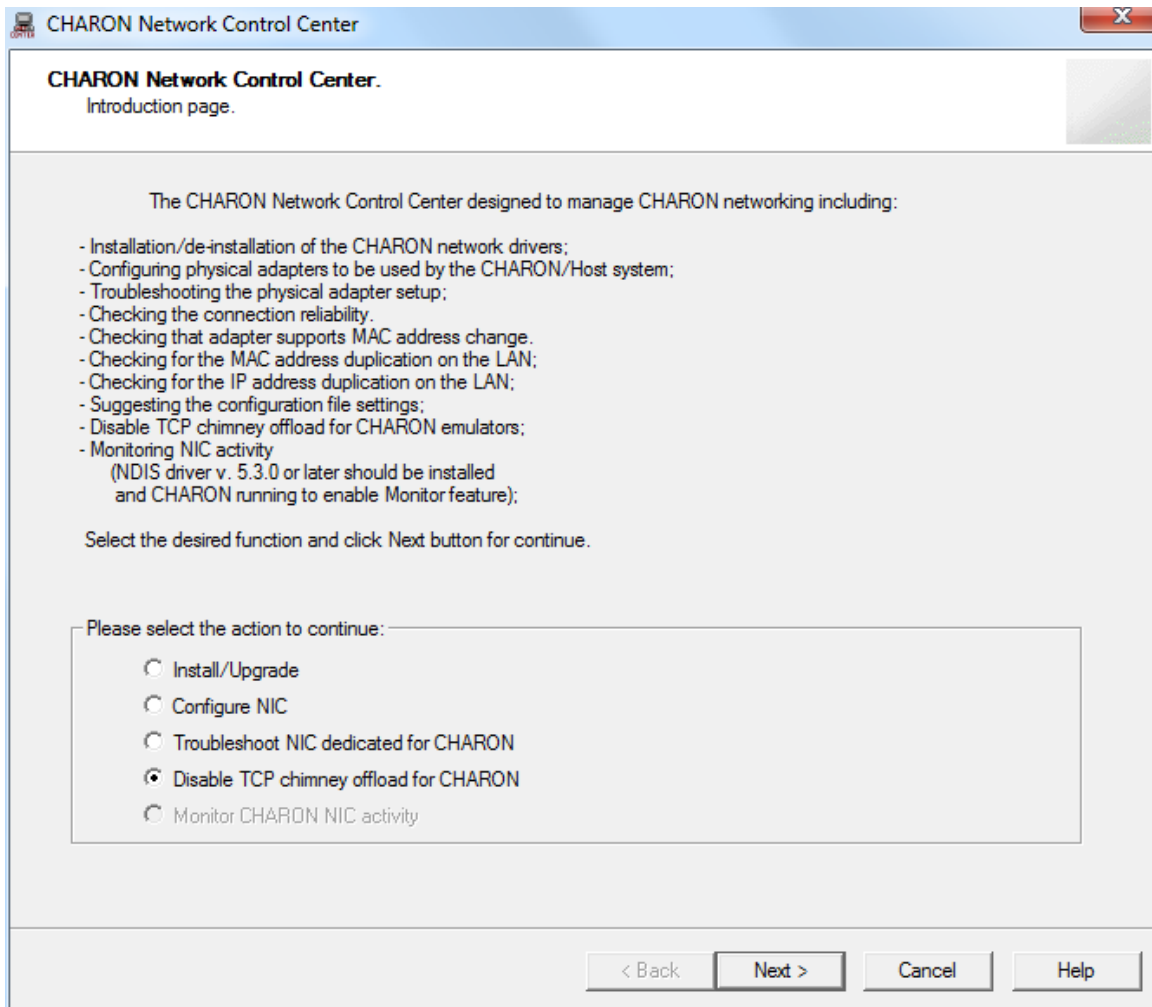 CHARON Network Control Center
CHARON Network Control Center.
Introduction page.
The CHARON Network Control Center designed to manage CHARON networking including:
- Installation/de-installation of the CHARON network drivers;
- Configuring physical adapters to be used by the CHARON/Host system;
- Troubleshooting the physical adapter setup;
- Checking the connection reliability.
- Checking that adapter supports MAC address change.
- Checking for the MAC address duplication on the LAN;
- Checking for the IP address duplication on the LAN;
- Suggesting the configuration file settings;
- Disable TCP chimney offload for CHARON emulators;
- Monitoring NIC activity
(NDIS driver v. 5.3.0 or later should be installed
and CHARON running to enable Monitor feature);
Select the desired function and click Next button for continue.
Please select the action to continue:
Install/Upgrade
Configure NIC
Troubleshoot NIC dedicated for CHARON
Disable TCP chimney offload for CHARON
Monitor CHARON NIC activity
< Back Next > Cancel Help